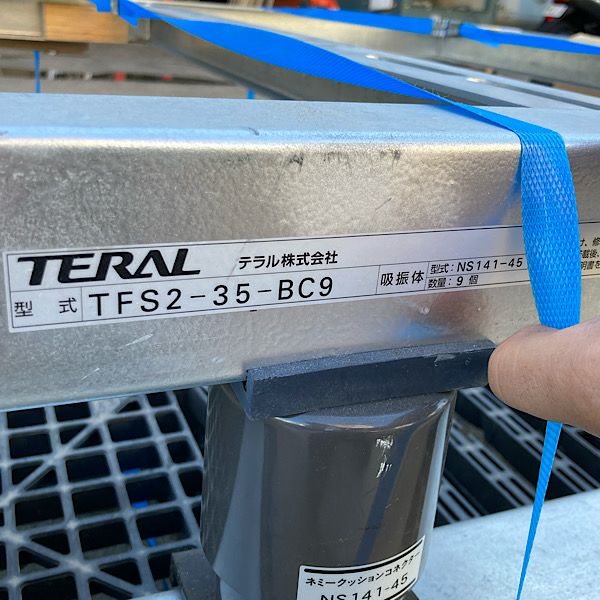 TERAL テラル株式会社
型式 TFS2-35-BC9
吸振体 型式: NS141-45
数量: 9 個
ネミークッションコネクター
NS141-45